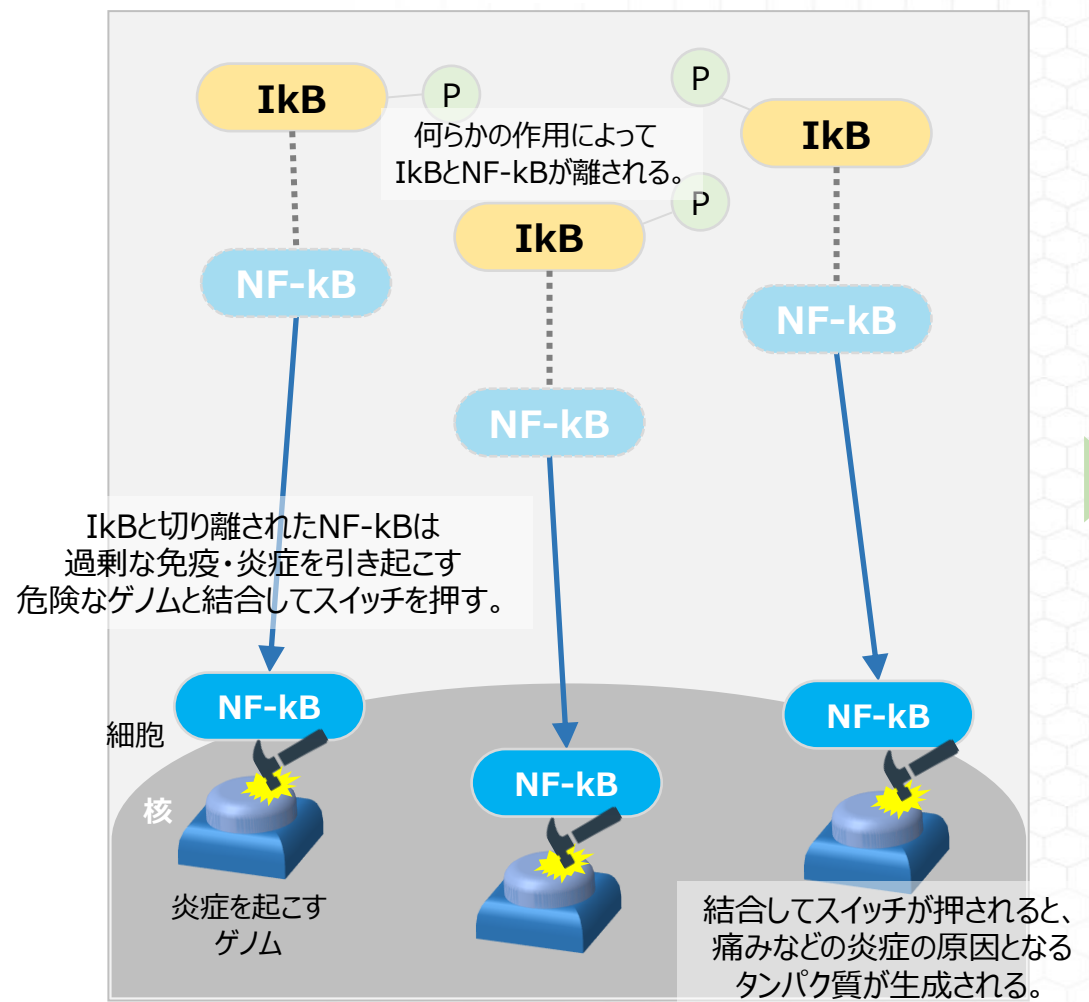 IkB
P
P
IkB
何らかの作用によって
IkBとNF-kBが離される。
P
IkB
NF-kB
NF-kB
NF-kB
IkBと切り離されたNF-kBは
過剰な免疫・炎症を引き起こす
危険なゲノムと結合してスイッチを押す。
NF-kB
NF-kB
細胞
NF-kB
核
炎症を起こす
ゲノム
結合してスイッチが押されると、
痛みなどの炎症の原因となる
タンパク質が生成される。